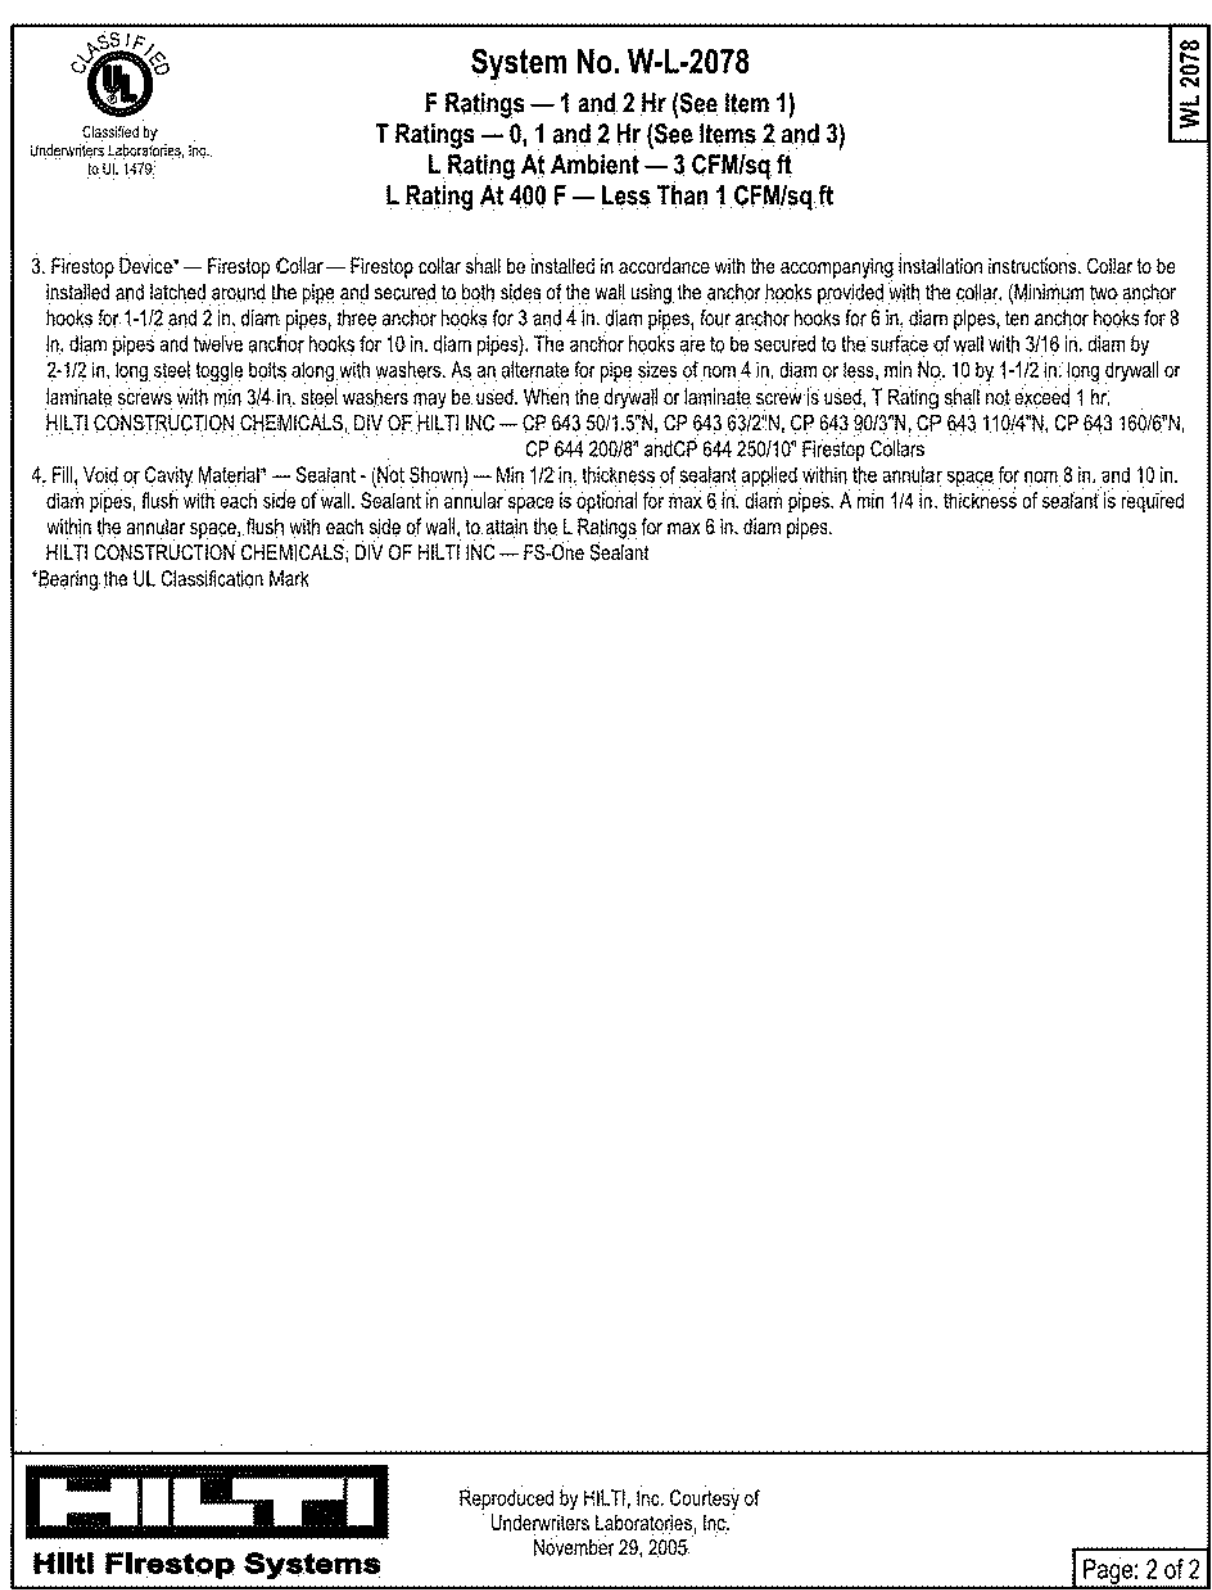 CLASSIFIED
UL
Classified by
Underwriters Laboratories, Inc.
to UL 1479
System No. W-L-2078
F Ratings — 1 and 2 Hr (See Item 1)
T Ratings — 0, 1 and 2 Hr (See Items 2 and 3)
L Rating At Ambient — 3 CFM/sq ft
L Rating At 400 F — Less Than 1 CFM/sq ft
WL 2078
3. Firestop Device* — Firestop Collar — Firestop collar shall be installed in accordance with the accompanying installation instructions. Collar to be
installed and latched around the pipe and secured to both sides of the wall using the anchor hooks provided with the collar. (Minimum two anchor
hooks for 1-1/2 and 2 in. diam pipes, three anchor hooks for 3 and 4 in. diam pipes, four anchor hooks for 6 in. diam pipes, ten anchor hooks for 8
in. diam pipes and twelve anchor hooks for 10 in. diam pipes). The anchor hooks are to be secured to the surface of wall with 3/16 in. diam by
2-1/2 in. long steel toggle bolts along with washers. As an alternate for pipe sizes of nom 4 in. diam or less, min No. 10 by 1-1/2 in. long drywall or
laminate screws with min 3/4 in. steel washers may be used. When the drywall or laminate screw is used, T Rating shall not exceed 1 hr.
HILTI CONSTRUCTION CHEMICALS, DIV OF HILTI INC — CP 643 50/1.5"N, CP 643 63/2"N, CP 643 90/3"N, CP 643 110/4"N, CP 643 160/6"N,
CP 644 200/8" andCP 644 250/10" Firestop Collars
4. Fill, Void or Cavity Material* — Sealant - (Not Shown) — Min 1/2 in. thickness of sealant applied within the annular space for nom 8 in. and 10 in.
diam pipes, flush with each side of wall. Sealant in annular space is optional for max 6 in. diam pipes. A min 1/4 in. thickness of sealant is required
within the annular space, flush with each side of wall, to attain the L Ratings for max 6 in. diam pipes.
HILTI CONSTRUCTION CHEMICALS, DIV OF HILTI INC — FS-One Sealant
*Bearing the UL Classification Mark
HILTI
Hilti Firestop Systems
Reproduced by HILTI, Inc. Courtesy of
Underwriters Laboratories, Inc.
November 29, 2005
Page: 2 of 2